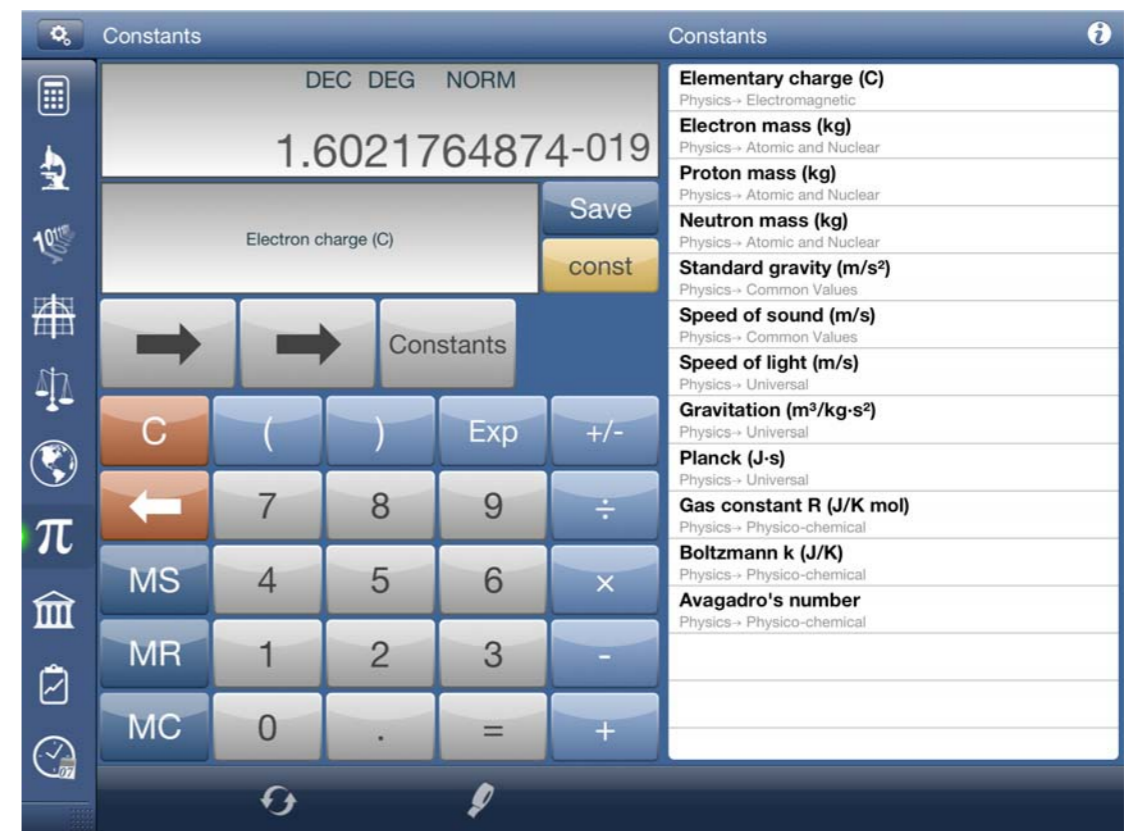 Constants
DEC DEG NORM
1.6021764874-019
Electron charge (C)
Save
const
Constants
C ( ) Exp +/-
7 8 9 ÷
MS 4 5 6 ×
MR 1 2 3 -
MC 0 . = +
Constants
Elementary charge (C)
Physics→ Electromagnetic
Electron mass (kg)
Physics→ Atomic and Nuclear
Proton mass (kg)
Physics→ Atomic and Nuclear
Neutron mass (kg)
Physics→ Atomic and Nuclear
Standard gravity (m/s²)
Physics→ Common Values
Speed of sound (m/s)
Physics→ Common Values
Speed of light (m/s)
Physics→ Universal
Gravitation (m³/kg·s²)
Physics→ Universal
Planck (J·s)
Physics→ Universal
Gas constant R (J/K mol)
Physics→ Physico-chemical
Boltzmann k (J/K)
Physics→ Physico-chemical
Avagadro's number
Physics→ Physico-chemical
π
07